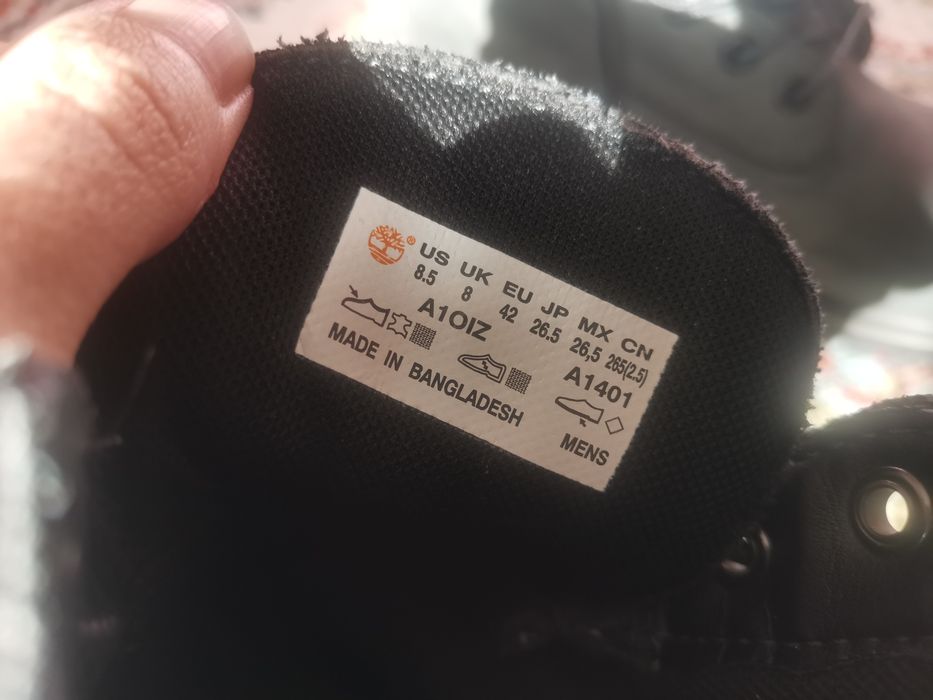 US UK EU JP MX CN
8.5 8 42 26.5 26,5 265(2.5)
A1OIZ A1401
MADE IN BANGLADESH MENS